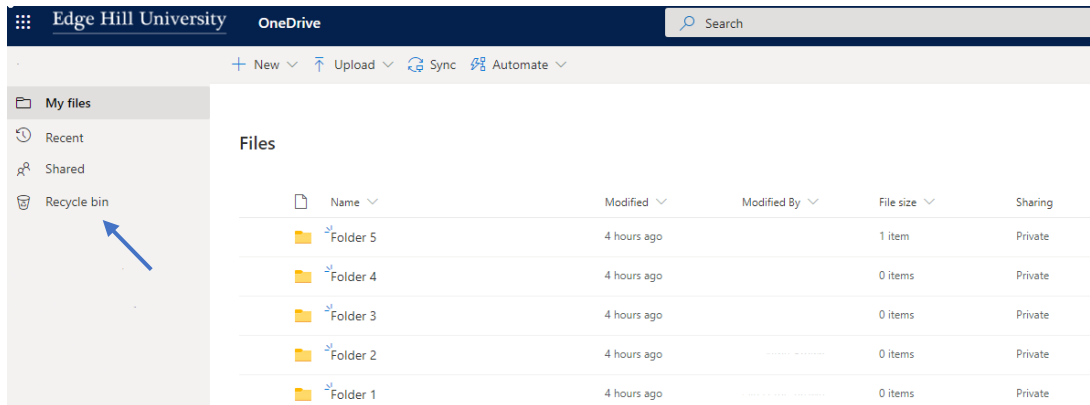 Edge Hill University OneDrive Search
New Upload Sync Automate
My files
Recent
Shared
Recycle bin
Files
Name Modified Modified By File size Sharing
Folder 5 4 hours ago 1 item Private
Folder 4 4 hours ago 0 items Private
Folder 3 4 hours ago 0 items Private
Folder 2 4 hours ago 0 items Private
Folder 1 4 hours ago 0 items Private